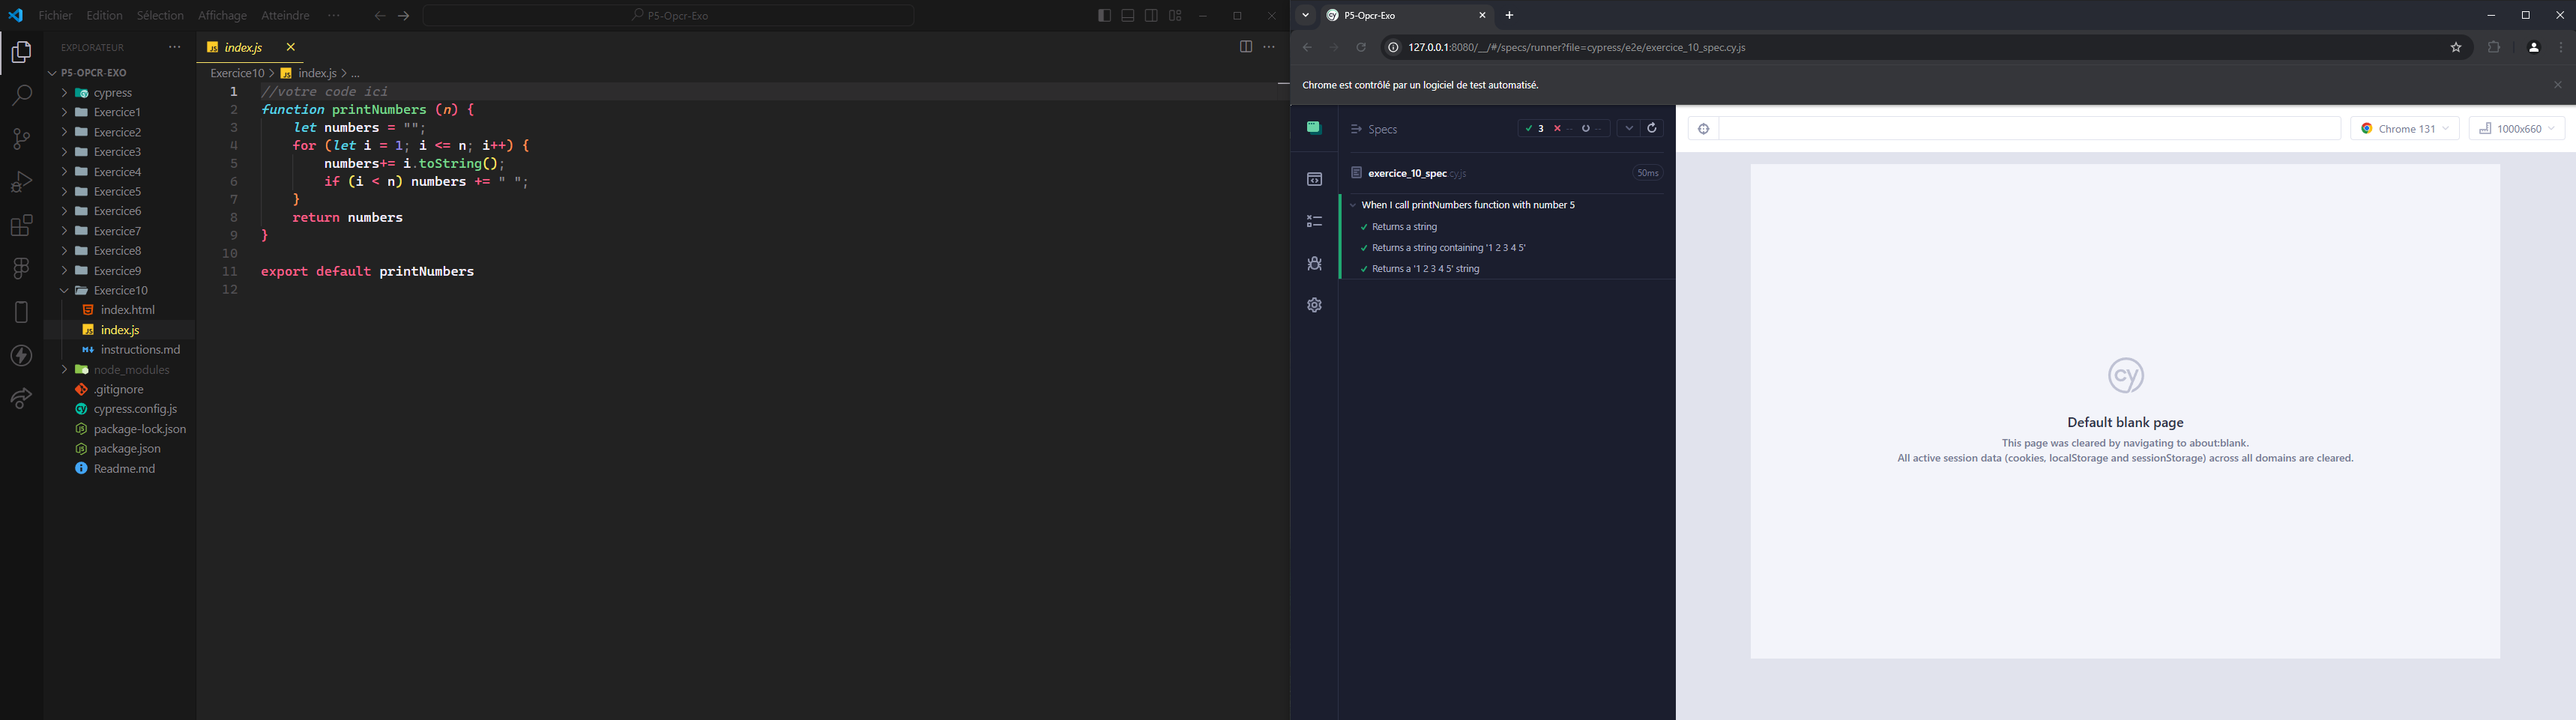 Fichier Edition Sélection Affichage Atteindre ··· P5-Opcr-Exo
EXPLORATEUR ···
P5-OPCR-EXO
cypress
Exercice1
Exercice2
Exercice3
Exercice4
Exercice5
Exercice6
Exercice7
Exercice8
Exercice9
Exercice10
index.html
index.js
instructions.md
node_modules
.gitignore
cypress.config.js
package-lock.json
package.json
Readme.md
JS index.js
Exercice10 > JS index.js > ...
1 //votre code ici
2 function printNumbers (n) {
3 let numbers = "";
4 for (let i = 1; i <= n; i++) {
5 numbers+= i.toString();
6 if (i < n) numbers += " ";
7 }
8 return numbers
9 }
10
11 export default printNumbers
12
P5-Opcr-Exo
127.0.0.1:8080/__/#/specs/runner?file=cypress/e2e/exercice_10_spec.cy.js
Chrome est contrôlé par un logiciel de test automatisé.
Specs 3 -- --
exercice_10_spec.cy.js 50ms
When I call printNumbers function with number 5
Returns a string
Returns a string containing '1 2 3 4 5'
Returns a '1 2 3 4 5' string
Chrome 131 1000x660
cy
Default blank page
This page was cleared by navigating to about:blank.
All active session data (cookies, localStorage and sessionStorage) across all domains are cleared.